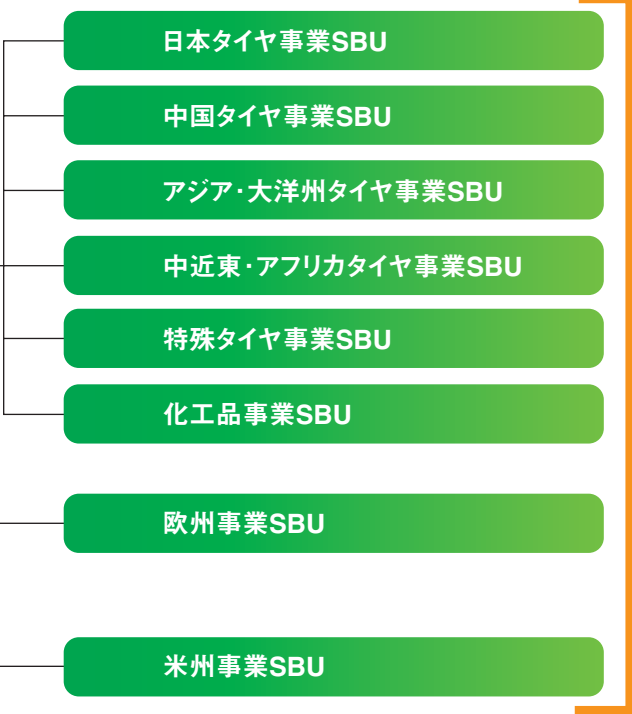 日本タイヤ事業SBU
中国タイヤ事業SBU
アジア・大洋州タイヤ事業SBU
中近東・アフリカタイヤ事業SBU
特殊タイヤ事業SBU
化工品事業SBU
欧州事業SBU
米州事業SBU